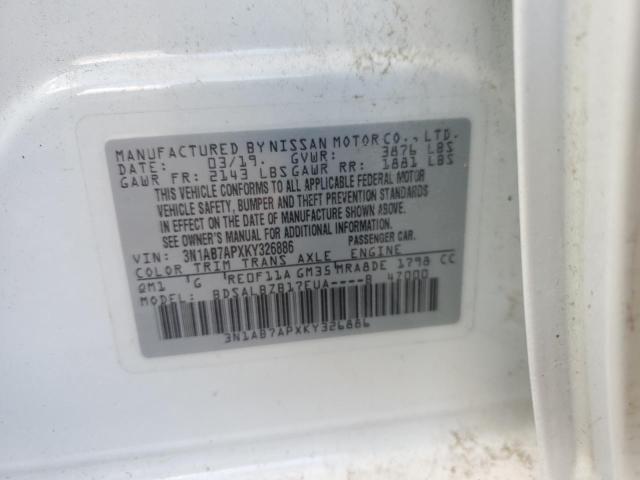 MANUFACTURED BY NISSAN MOTOR CO., LTD.
DATE: 03/19. GVWR: 3876 LBS
GAWR FR: 2143 LBS GAWR RR: 1881 LBS
THIS VEHICLE CONFORMS TO ALL APPLICABLE FEDERAL MOTOR
VEHICLE SAFETY, BUMPER AND THEFT PREVENTION STANDARDS
IN EFFECT ON THE DATE OF MANUFACTURE SHOWN ABOVE.
SEE OWNER'S MANUAL FOR ADDITIONAL INFORMATION.
VIN: 3N1AB7APXKY326886 PASSENGER CAR.
COLOR TRIM TRANS AXLE ENGINE
QM1 G RE0F11A GM35 MRA8DE 1798 CC
MODEL: BDSALBZB17EUA----B 47000
3N1AB7APXKY326886